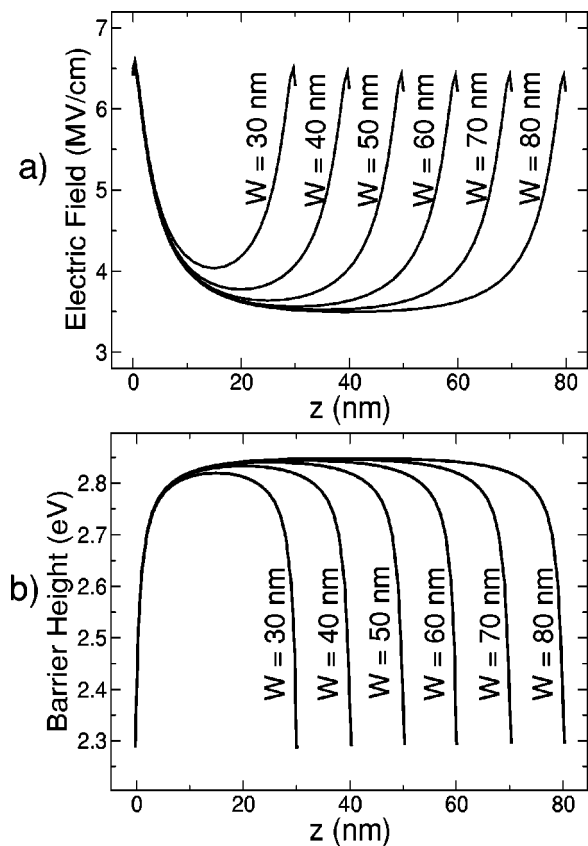 a)
Electric Field (MV/cm)
7
6
5
4
3
W = 30 nm
W = 40 nm
W = 50 nm
W = 60 nm
W = 70 nm
W = 80 nm
0 20 40 60 80
z (nm)
b)
Barrier Height (eV)
2.8
2.7
2.6
2.5
2.4
2.3
W = 30 nm
W = 40 nm
W = 50 nm
W = 60 nm
W = 70 nm
W = 80 nm
0 20 40 60 80
z (nm)